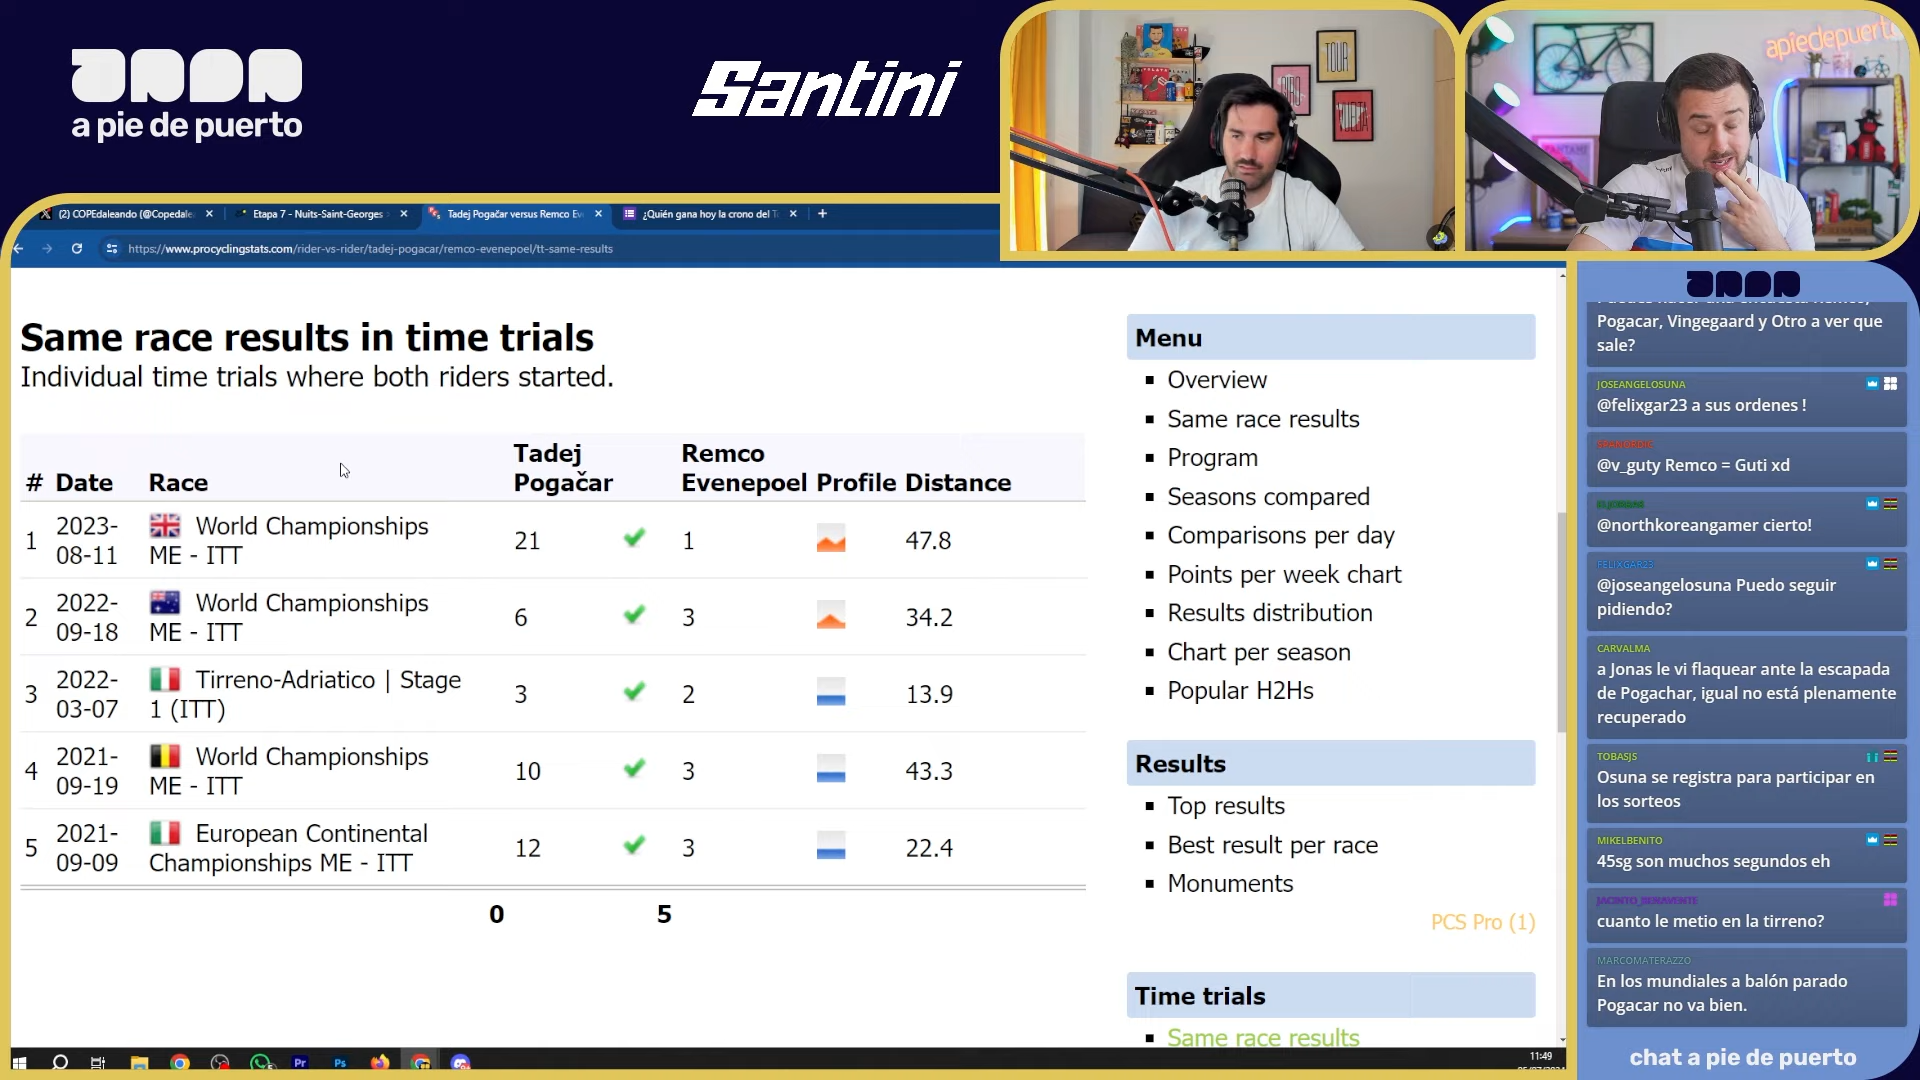 a pie de puerto
Santini
TOUR
GIRO
VUELTA
apiedepuerto
(2) COPEdaleando (@Copedale
Etapa 7 - Nuits-Saint-Georges
Tadej Pogačar versus Remco Eve
¿Quién gana hoy la crono del T
https://www.procyclingstats.com/rider-vs-rider/tadej-pogacar/remco-evenepoel/tt-same-results
Same race results in time trials
Individual time trials where both riders started.
# Date Race Tadej Pogačar Remco Evenepoel Profile Distance
1 2023-08-11 World Championships ME - ITT 21 1 47.8
2 2022-09-18 World Championships ME - ITT 6 3 34.2
3 2022-03-07 Tirreno-Adriatico | Stage 1 (ITT) 3 2 13.9
4 2021-09-19 World Championships ME - ITT 10 3 43.3
5 2021-09-09 European Continental Championships ME - ITT 12 3 22.4
0 5
Menu
Overview
Same race results
Program
Seasons compared
Comparisons per day
Points per week chart
Results distribution
Chart per season
Popular H2Hs
Results
Top results
Best result per race
Monuments
PCS Pro (1)
Time trials
Same race results
Pogacar, Vingegaard y Otro a ver que
sale?
JOSEANGELOSUNA
@felixgar23 a sus ordenes !
@v_guty Remco = Guti xd
@northkoreangamer cierto!
FELIXGAR23
@joseangelosuna Puedo seguir
pidiendo?
CARVALMA
a Jonas le vi flaquear ante la escapada
de Pogachar, igual no está plenamente
recuperado
TOBASJS
Osuna se registra para participar en
los sorteos
MIKELBENITO
45sg son muchos segundos eh
JACINTO_BENAVENTE
cuanto le metio en la tirreno?
MARCOMATERAZZO
En los mundiales a balón parado
Pogacar no va bien.
chat a pie de puerto
Pr
Ps
11:49